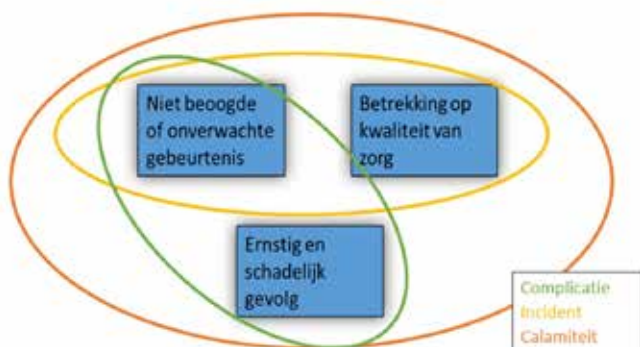 Niet beoogde
of onverwachte
gebeurtenis
Betrekking op
kwaliteit van
zorg
Ernstig en
schadelijk
gevolg
Complicatie
Incident
Calamiteit